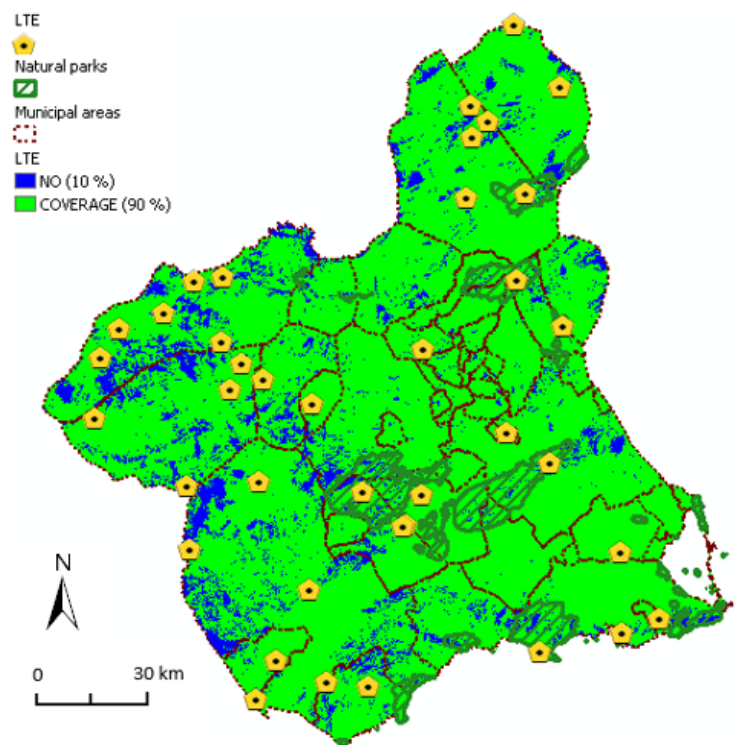 LTE
Natural parks
Municipal areas
LTE
NO (10 %)
COVERAGE (90 %)
N
0 30 km